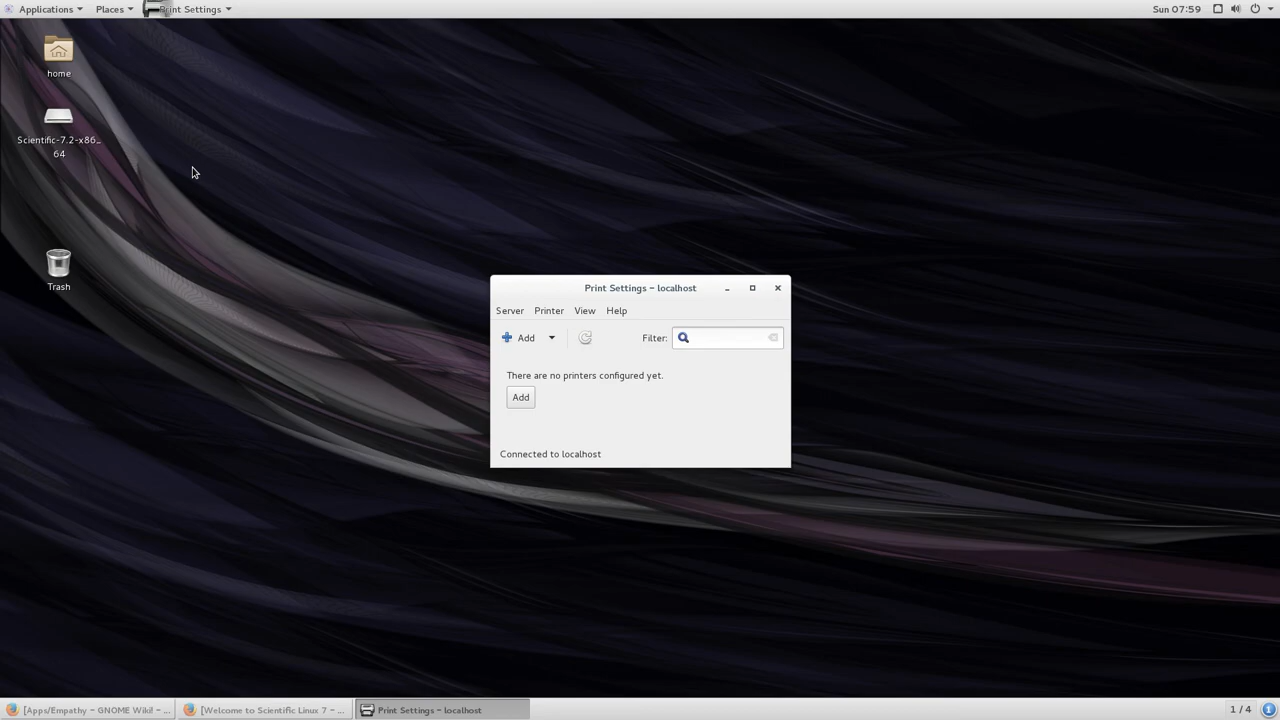 Applications
Places
Print Settings
Sun 07:59
home
Scientific-7.2-x86_
64
Trash
Print Settings – localhost
Server Printer View Help
Add
Filter:
There are no printers configured yet.
Add
Connected to localhost
[Apps/Empathy – GNOME Wiki! – ...
[Welcome to Scientific Linux 7 – ...
Print Settings – localhost
1 / 4